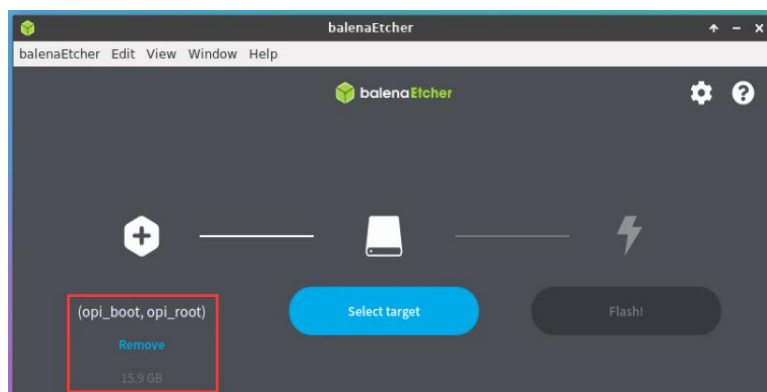 balenaEtcher
balenaEtcher Edit View Window Help
balenaEtcher
(opi_boot, opi_root)
Remove
15.9 GB
Select target
Flash!